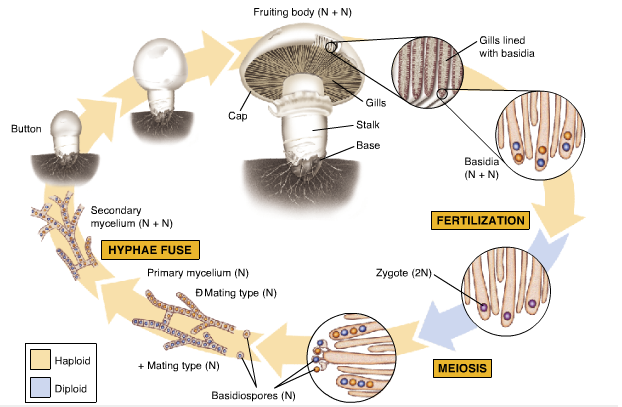 Fruiting body (N + N)
Gills lined
with basidia
Cap
Gills
Stalk
Base
Button
Basidia
(N + N)
Secondary
mycelium (N + N)
FERTILIZATION
HYPHAE FUSE
Primary mycelium (N)
ÐMating type (N)
Zygote (2N)
+ Mating type (N)
Basidiospores (N)
MEIOSIS
Haploid
Diploid